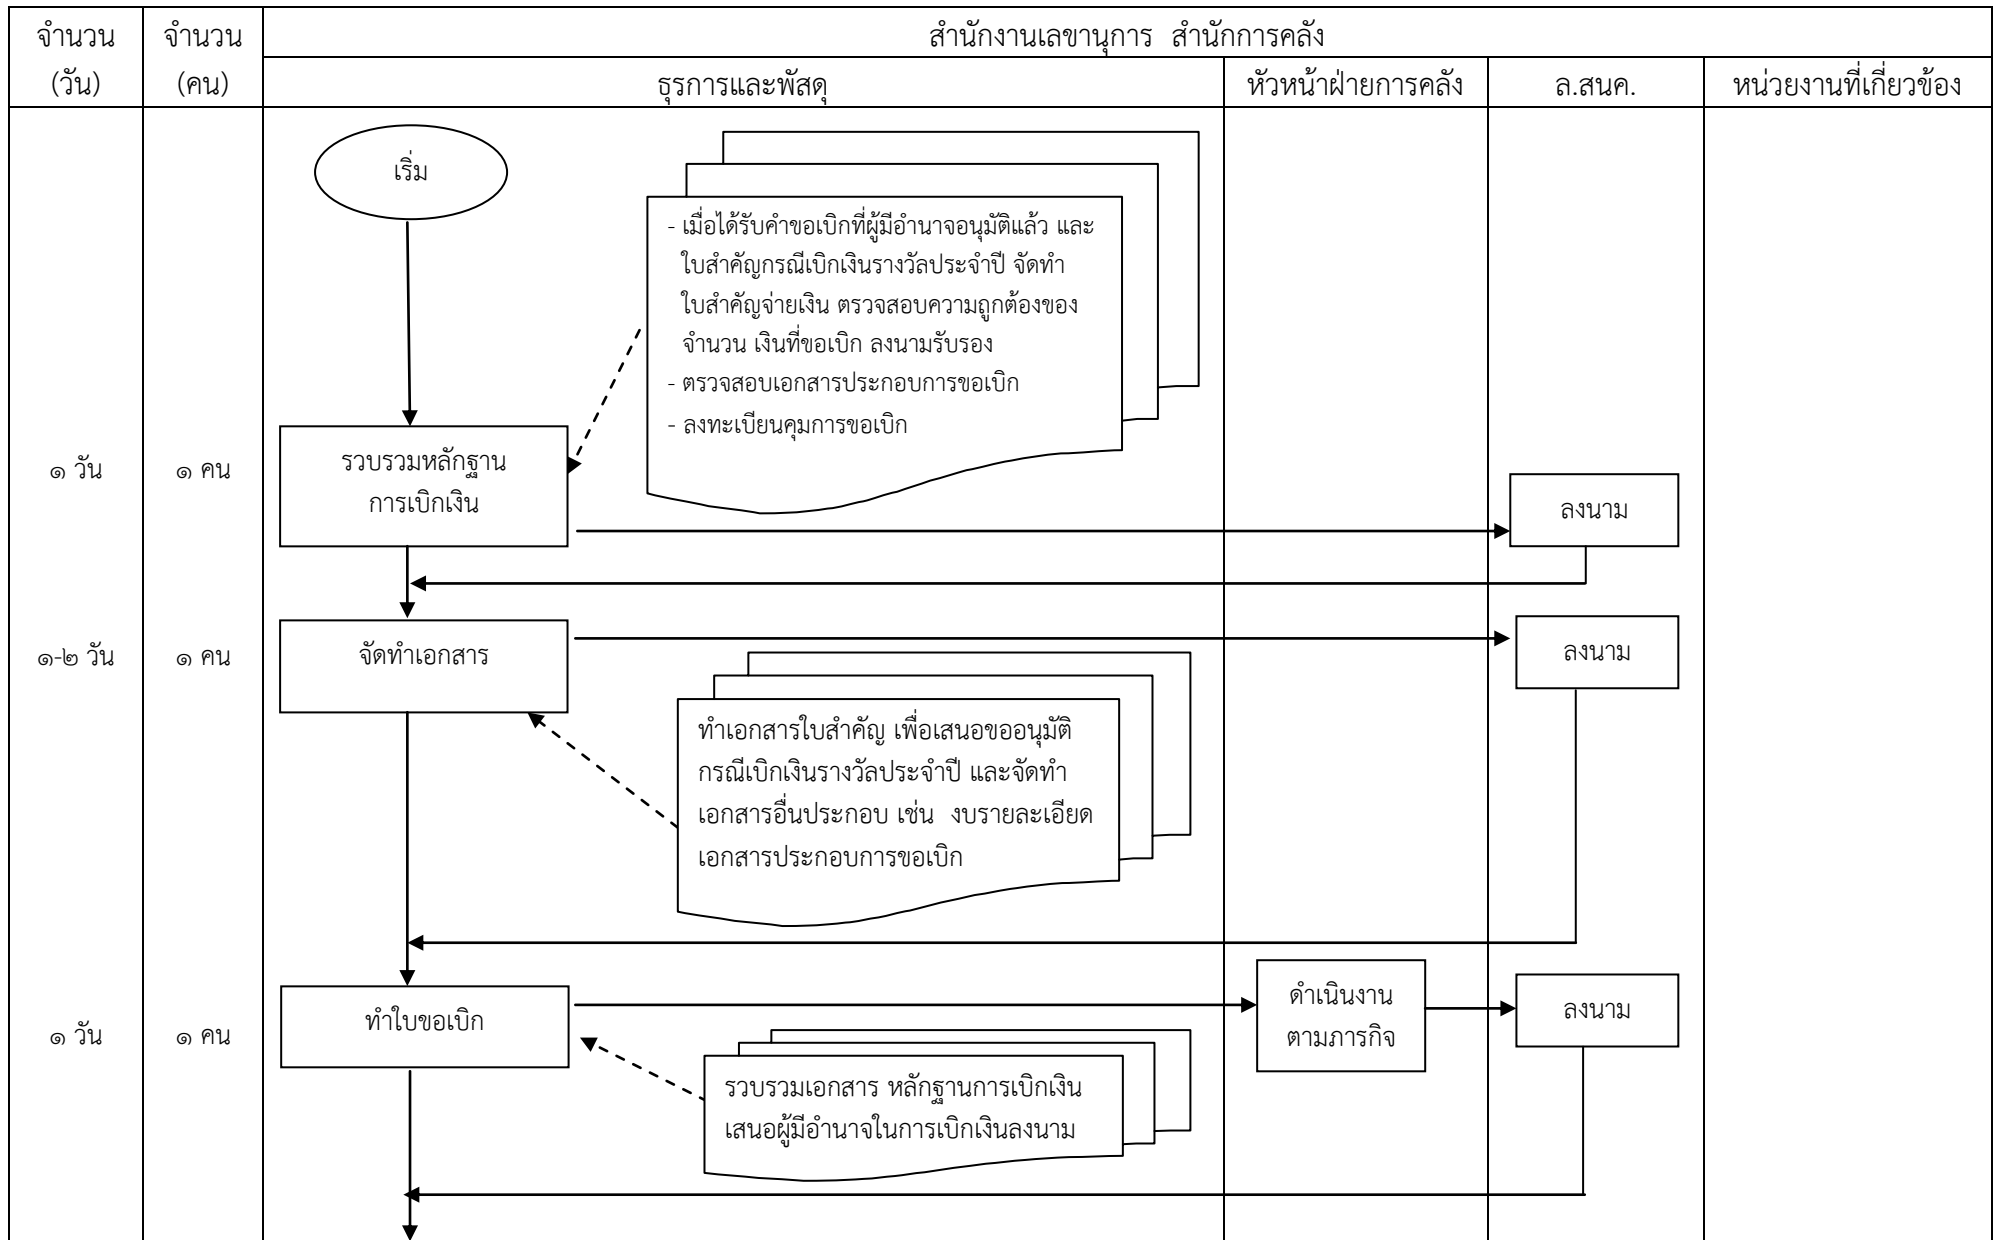 จำนวน
(วัน)
จำนวน
(คน)
สำนักงานเลขานุการ สำนักการคลัง
ธุรการและพัสดุ
หัวหน้าฝ่ายการคลัง
ล.สนค.
หน่วยงานที่เกี่ยวข้อง
เริ่ม
- เมื่อได้รับคำขอเบิกที่ผู้มีอำนาจอนุมัติแล้ว และ
ใบสำคัญกรณีเบิกเงินรางวัลประจำปี จัดทำ
ใบสำคัญจ่ายเงิน ตรวจสอบความถูกต้องของ
จำนวน เงินที่ขอเบิก ลงนามรับรอง
- ตรวจสอบเอกสารประกอบการขอเบิก
- ลงทะเบียนคุมการขอเบิก
๑ วัน
๑ คน
รวบรวมหลักฐาน
การเบิกเงิน
ลงนาม
๑-๒ วัน
๑ คน
จัดทำเอกสาร
ลงนาม
ทำเอกสารใบสำคัญ เพื่อเสนอขออนุมัติ
กรณีเบิกเงินรางวัลประจำปี และจัดทำ
เอกสารอื่นประกอบ เช่น งบรายละเอียด
เอกสารประกอบการขอเบิก
๑ วัน
๑ คน
ทำใบขอเบิก
ดำเนินงาน
ตามภารกิจ
ลงนาม
รวบรวมเอกสาร หลักฐานการเบิกเงิน
เสนอผู้มีอำนาจในการเบิกเงินลงนาม